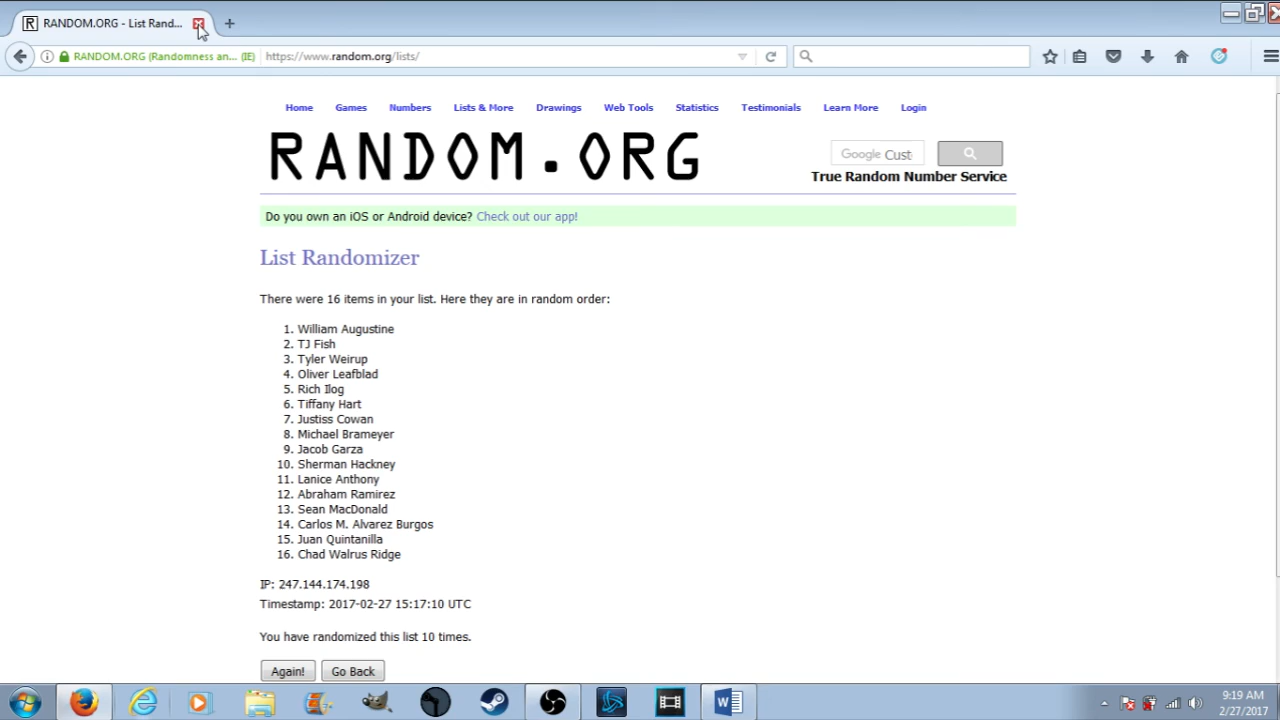 RANDOM.ORG - List Rand...
RANDOM.ORG (Randomness an... (IE)
https://www.random.org/lists/
Home Games Numbers Lists & More Drawings Web Tools Statistics Testimonials Learn More Login
RANDOM.ORG
Google Cust
True Random Number Service
Do you own an iOS or Android device? Check out our app!
List Randomizer
There were 16 items in your list. Here they are in random order:
1. William Augustine
2. TJ Fish
3. Tyler Weirup
4. Oliver Leafblad
5. Rich Ilog
6. Tiffany Hart
7. Justiss Cowan
8. Michael Brameyer
9. Jacob Garza
10. Sherman Hackney
11. Lanice Anthony
12. Abraham Ramirez
13. Sean MacDonald
14. Carlos M. Alvarez Burgos
15. Juan Quintanilla
16. Chad Walrus Ridge
IP: 247.144.174.198
Timestamp: 2017-02-27 15:17:10 UTC
You have randomized this list 10 times.
Again! Go Back
9:19 AM
2/27/2017